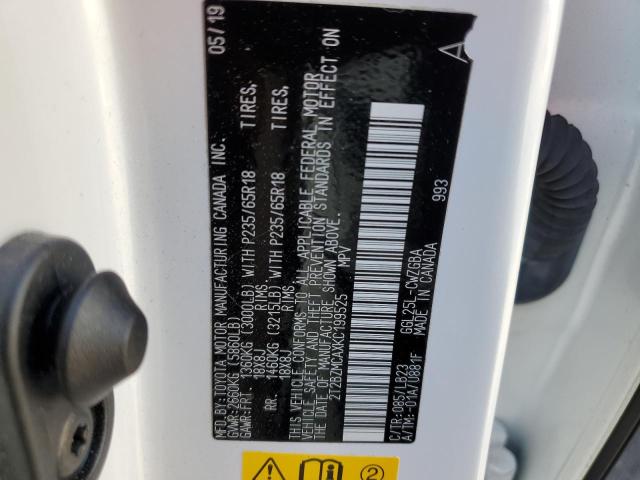 MFD.BY:TOYOTA MOTOR MANUFACTURING CANADA INC. 05/19
GVWR:2660KG (5860LB)
GAWR:FRT. 1360KG (3000LB) WITH P235/65R18 TIRES,
18X8J RIMS,
RR. 1460KG (3215LB) WITH P235/65R18 TIRES,
18X8J RIMS,
THIS VEHICLE CONFORMS TO ALL APPLICABLE FEDERAL MOTOR
VEHICLE SAFETY AND THEFT PREVENTION STANDARDS IN EFFECT ON
THE DATE OF MANUFACTURE SHOWN ABOVE.
2T2BZMCAXKC199525 MPV
A
993
C/TR:085/LB23 GGL25L-CWZGBA
A/TM:-01A/U881F MADE IN CANADA
2